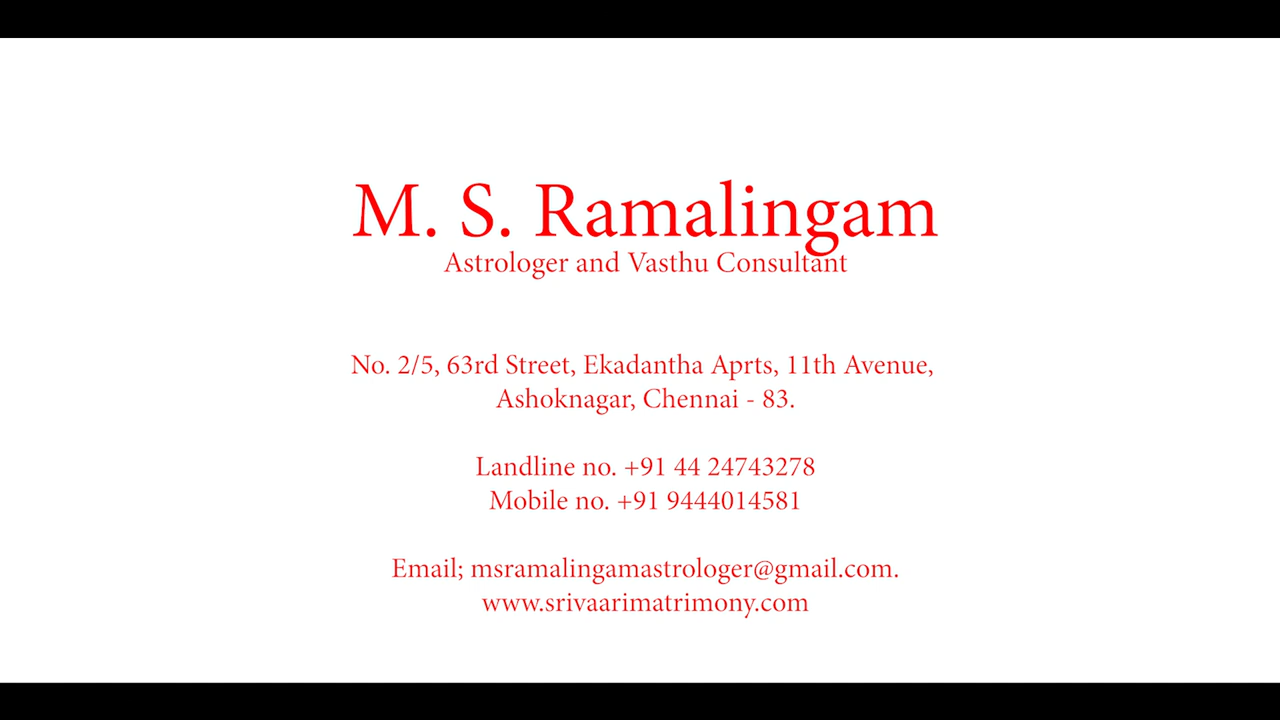 M. S. Ramalingam
Astrologer and Vasthu Consultant
No. 2/5, 63rd Street, Ekadantha Aprts, 11th Avenue,
Ashoknagar, Chennai - 83.
Landline no. +91 44 24743278
Mobile no. +91 9444014581
Email; msramalingamastrologer@gmail.com.
www.srivaarimatrimony.com